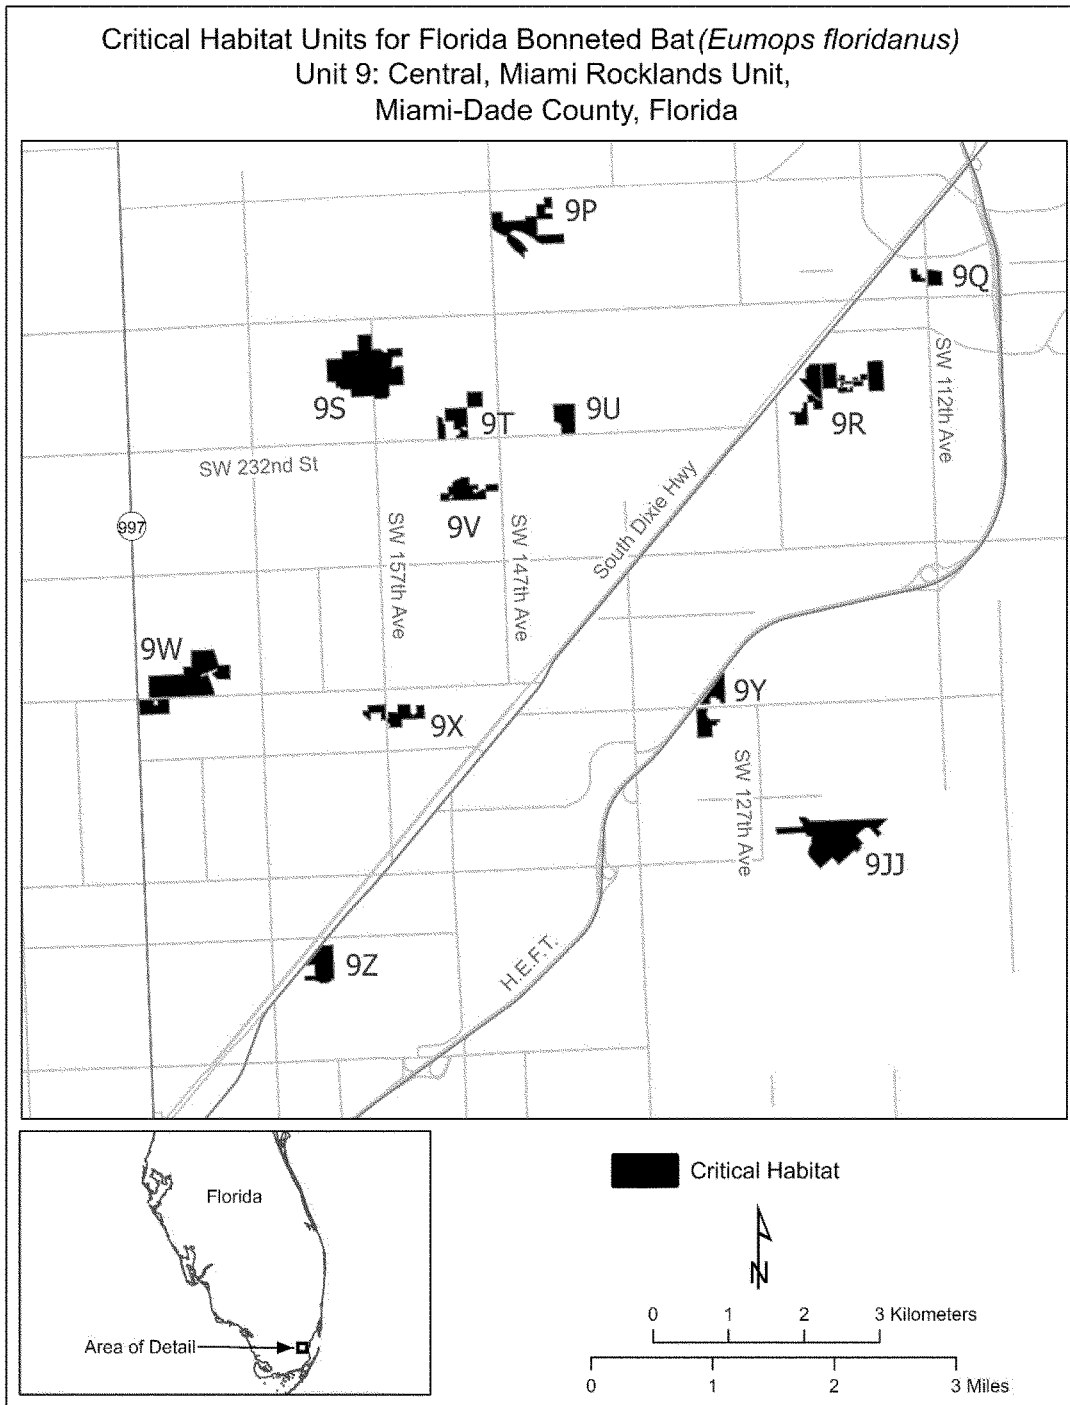 Critical Habitat Units for Florida Bonneted Bat (Eumops floridanus)
Unit 9: Central, Miami Rocklands Unit,
Miami-Dade County, Florida
9P
9Q
SW 112th Ave
9S
9T
9U
9R
SW 232nd St
South Dixie Hwy
997
9V
SW 157th Ave
SW 147th Ave
9W
9Y
9X
SW 127th Ave
9JJ
H.E.F.T.
9Z
Florida
Area of Detail
Critical Habitat
N
0 1 2 3 Kilometers
0 1 2 3 Miles